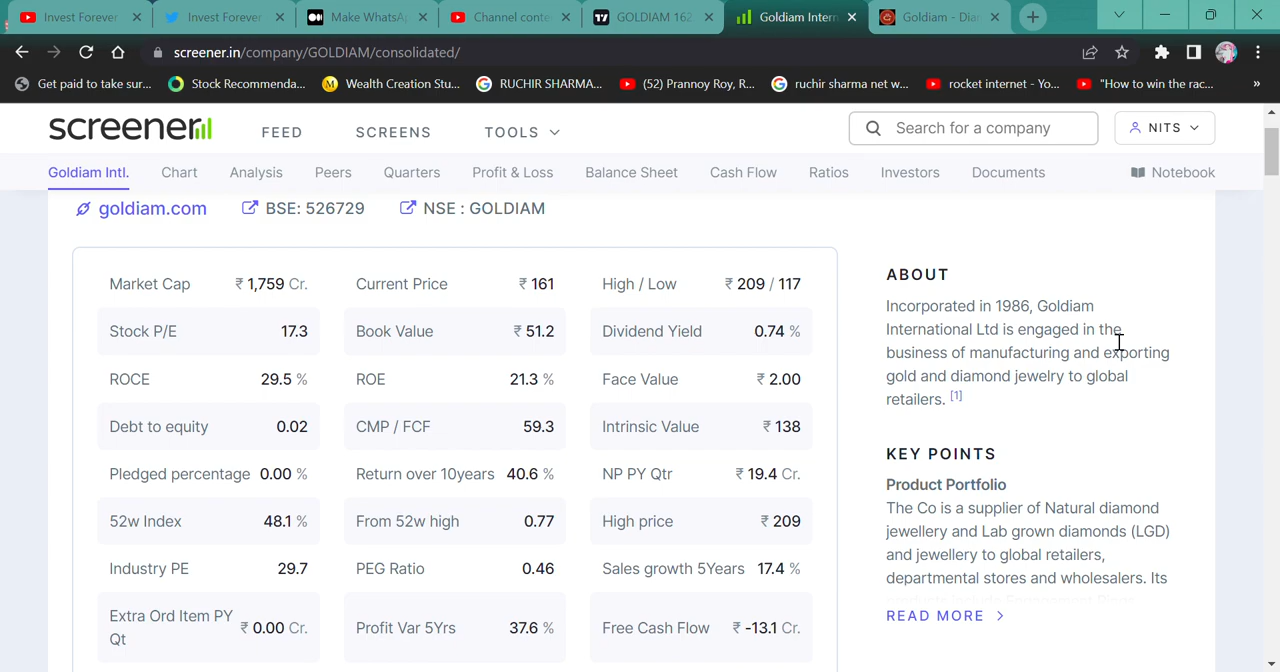 Invest Forever
Invest Forever
Make WhatsAp
Channel conte
GOLDIAM 162.
Goldiam Intern
Goldiam - Diar
screener.in/company/GOLDIAM/consolidated/
Get paid to take sur...
Stock Recommenda...
Wealth Creation Stu...
RUCHIR SHARMA...
(52) Prannoy Roy, R...
ruchir sharma net w...
rocket internet - Yo...
"How to win the rac...
»
screener
FEED
SCREENS
TOOLS
Search for a company
NITS
Goldiam Intl.
Chart
Analysis
Peers
Quarters
Profit & Loss
Balance Sheet
Cash Flow
Ratios
Investors
Documents
Notebook
goldiam.com
BSE: 526729
NSE : GOLDIAM
Market Cap ₹ 1,759 Cr.
Current Price ₹ 161
High / Low ₹ 209 / 117
Stock P/E 17.3
Book Value ₹ 51.2
Dividend Yield 0.74 %
ROCE 29.5 %
ROE 21.3 %
Face Value ₹ 2.00
Debt to equity 0.02
CMP / FCF 59.3
Intrinsic Value ₹ 138
Pledged percentage 0.00 %
Return over 10years 40.6 %
NP PY Qtr ₹ 19.4 Cr.
52w Index 48.1 %
From 52w high 0.77
High price ₹ 209
Industry PE 29.7
PEG Ratio 0.46
Sales growth 5Years 17.4 %
Extra Ord Item PY
Qt ₹ 0.00 Cr.
Profit Var 5Yrs 37.6 %
Free Cash Flow ₹ -13.1 Cr.
ABOUT
Incorporated in 1986, Goldiam
International Ltd is engaged in the
business of manufacturing and exporting
gold and diamond jewelry to global
retailers. [1]
KEY POINTS
Product Portfolio
The Co is a supplier of Natural diamond
jewellery and Lab grown diamonds (LGD)
and jewellery to global retailers,
departmental stores and wholesalers. Its
READ MORE >